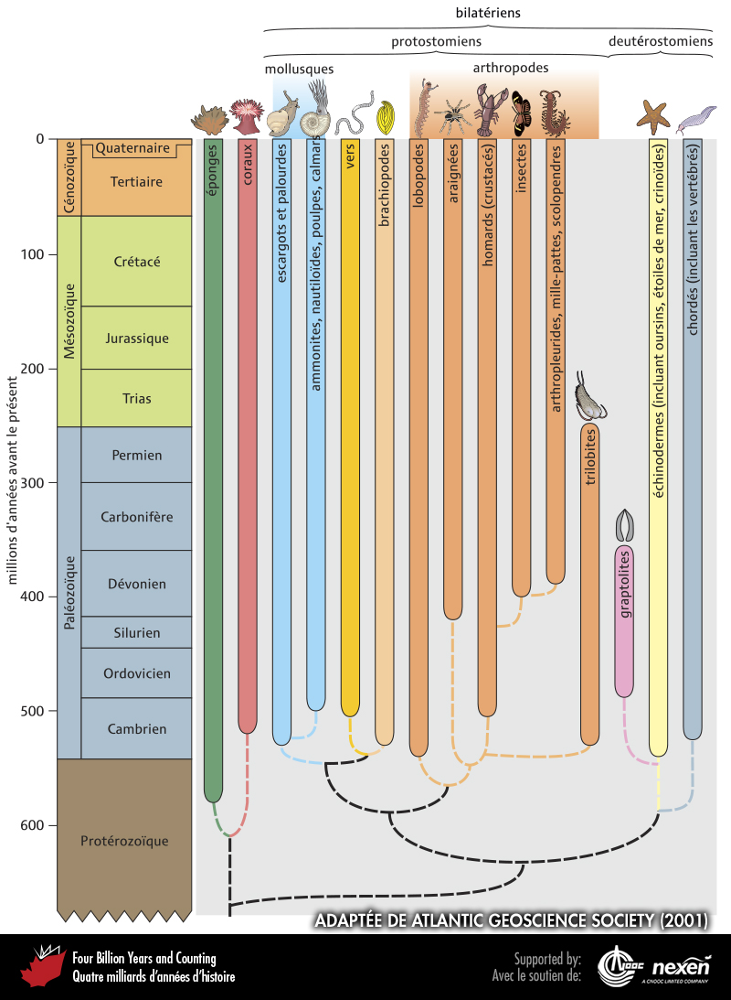 bilatériens
protostomiens
deutérostomiens
mollusques
arthropodes
0
100
200
300
400
500
600
millions d'années avant le présent
Cénozoïque
Quaternaire
Tertiaire
Mésozoïque
Crétacé
Jurassique
Trias
Paléozoïque
Permien
Carbonifère
Dévonien
Silurien
Ordovicien
Cambrien
Protérozoïque
éponges
coraux
escargots et palourdes
ammonites, nautiloïdes, poulpes, calmars
vers
brachiopodes
lobopodes
araignées
homards (crustacés)
insectes
arthropleurides, mille-pattes, scolopendres
trilobites
graptolites
échinodermes (incluant oursins, étoiles de mer, crinoïdes)
chordés (incluant les vertébrés)
ADAPTÉE DE ATLANTIC GEOSCIENCE SOCIETY (2001)
Four Billion Years and Counting
Quatre milliards d'années d'histoire
Supported by:
Avec le soutien de:
CNOOC
nexen
A CNOOC LIMITED COMPANY